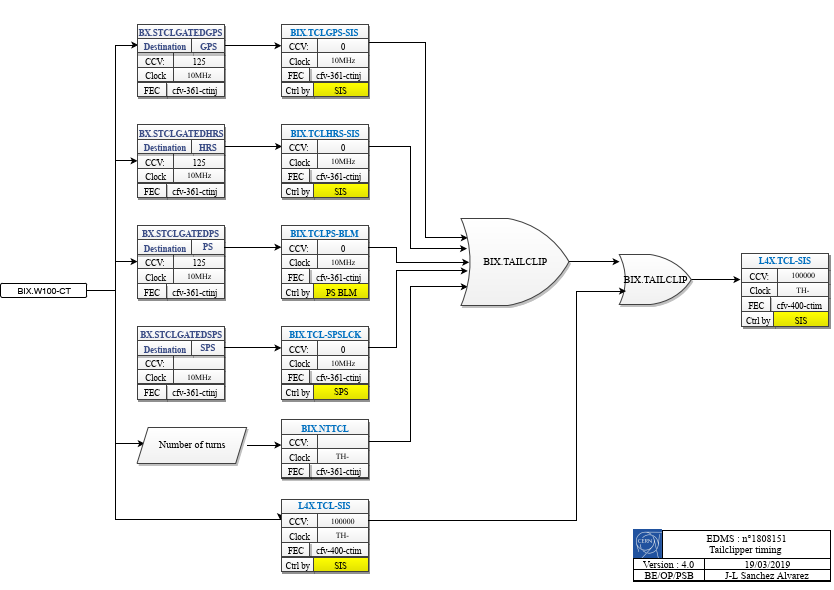 BX.STCLGATEDGPS
Destination GPS
CCV: 125
Clock 10MHz
FEC cfv-361-ctinj
BIX.TCLGPS-SIS
CCV: 0
Clock 10MHz
FEC cfv-361-ctinj
Ctrl by SIS
BX.STCLGATEDHRS
Destination HRS
CCV: 125
Clock 10MHz
FEC cfv-361-ctinj
BIX.TCLHRS-SIS
CCV: 0
Clock 10MHz
FEC cfv-361-ctinj
Ctrl by SIS
BX.STCLGATEDPS
Destination PS
CCV: 125
Clock 10MHz
FEC cfv-361-ctinj
BIX.TCLPS-BLM
CCV: 0
Clock 10MHz
FEC cfv-361-ctinj
Ctrl by PS BLM
BIX.W100-CT
BIX.TAILCLIP
BIX.TAILCLIP
L4X.TCL-SIS
CCV: 100000
Clock TH-
FEC cfv-400-ctim
Ctrl by SIS
BX.STCLGATEDSPS
Destination SPS
CCV:
Clock 10MHz
FEC cfv-361-ctinj
BIX.TCL-SPSLCK
CCV: 0
Clock 10MHz
FEC cfv-361-ctinj
Ctrl by SPS
Number of turns
BIX.NTTCL
CCV:
Clock TH-
FEC cfv-361-ctinj
L4X.TCL-SIS
CCV: 100000
Clock TH-
FEC cfv-400-ctim
Ctrl by SIS
CERN
EDMS : n°1808151
Tailclipper timing
Version : 4.0 19/03/2019
BE/OP/PSB J-L Sanchez Alvarez